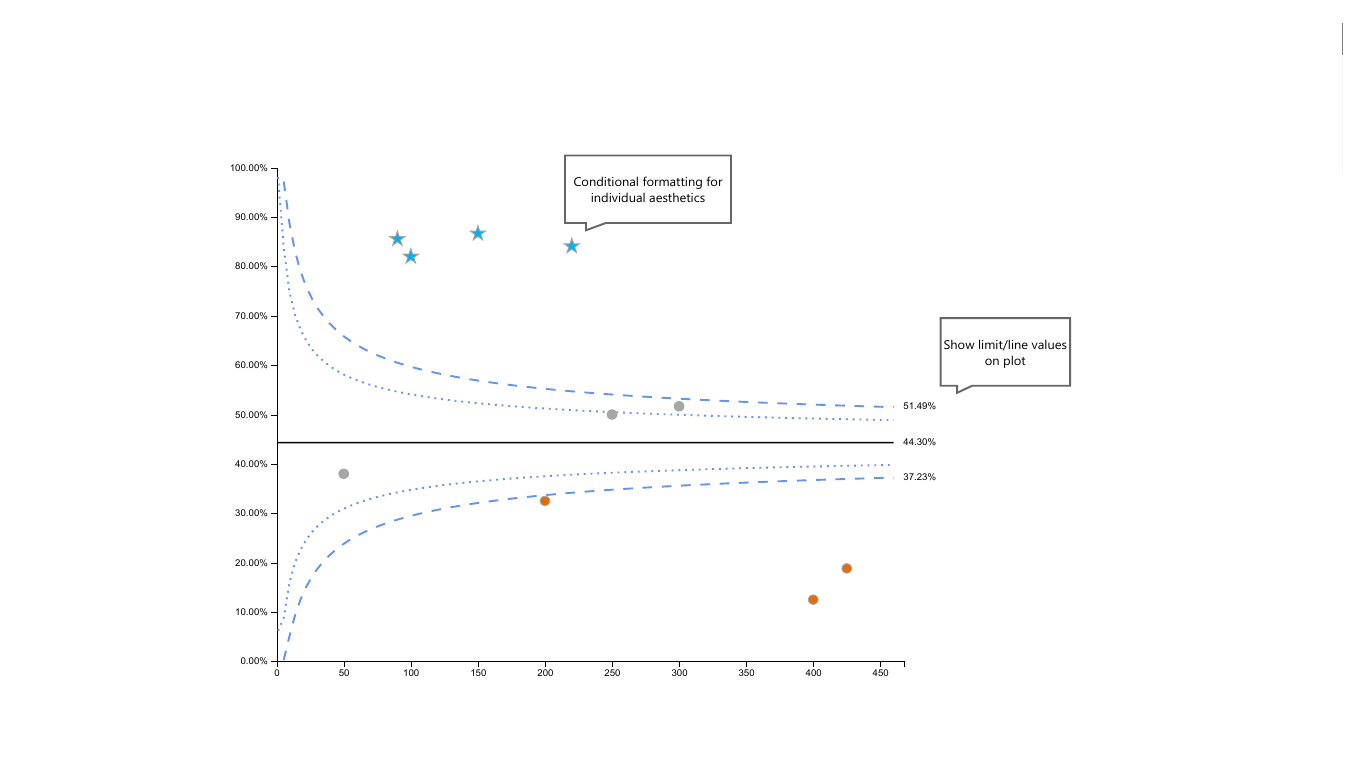 Conditional formatting for
individual aesthetics
100.00%
90.00%
80.00%
70.00%
60.00%
50.00%
40.00%
30.00%
20.00%
10.00%
0.00%
Show limit/line values
on plot
51.49%
44.30%
37.23%
0 50 100 150 200 250 300 350 400 450